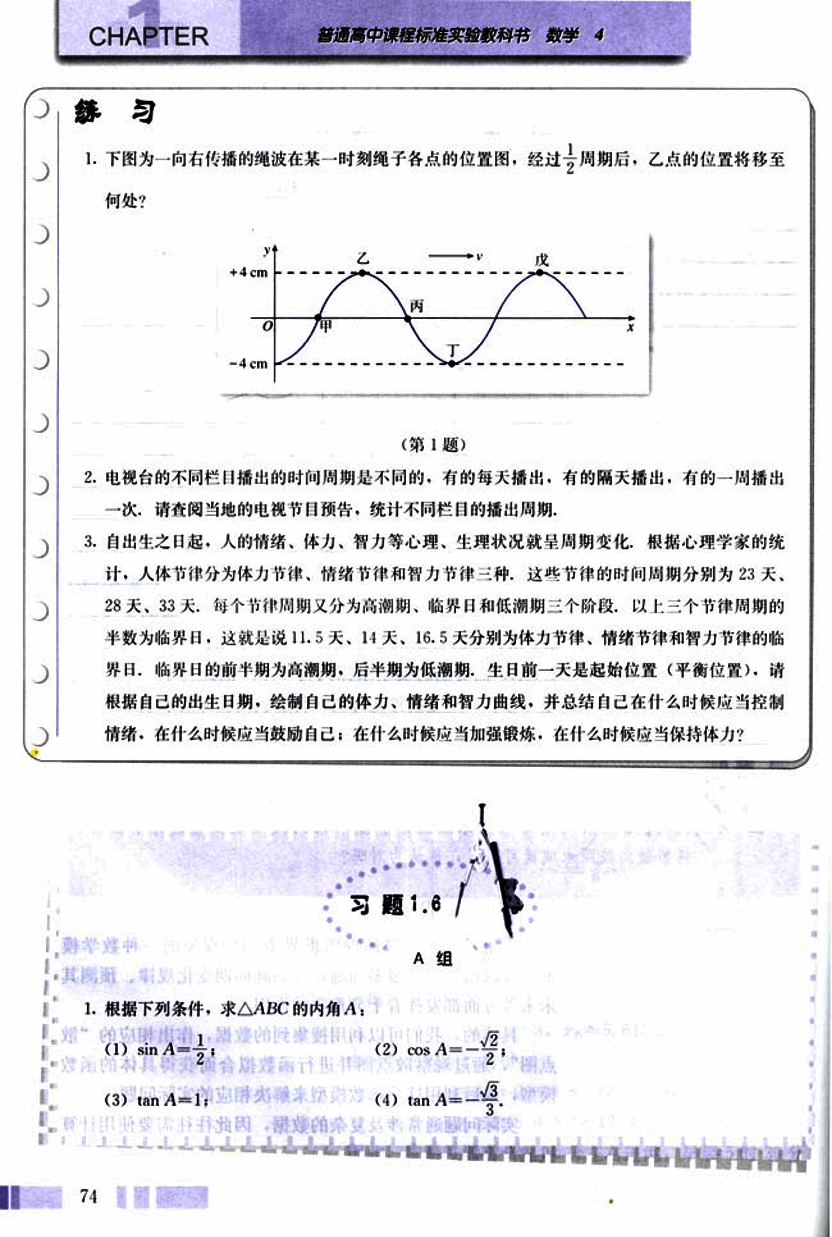 CHAPTER 1
普通高中课程标准实验教科书 数学 4
练 习
1. 下图为一向右传播的绳波在某一时刻绳子各点的位置图，经过1/2周期后，乙点的位置将移至
何处?
y
+4 cm
乙
v
戊
丙
O
甲
x
丁
-4 cm
（第1题）
2. 电视台的不同栏目播出的时间周期是不同的，有的每天播出，有的隔天播出，有的一周播出
一次. 请查阅当地的电视节目预告，统计不同栏目的播出周期.
3. 自出生之日起，人的情绪、体力、智力等心理、生理状况就呈周期变化. 根据心理学家的统
计，人体节律分为体力节律、情绪节律和智力节律三种. 这些节律的时间周期分别为 23 天、
28 天、33 天. 每个节律周期又分为高潮期、临界日和低潮期三个阶段. 以上三个节律周期的
半数为临界日，这就是说11.5天、14天、16.5天分别为体力节律、情绪节律和智力节律的临
界日. 临界日的前半期为高潮期，后半期为低潮期. 生日前一天是起始位置（平衡位置），请
根据自己的出生日期，绘制自己的体力、情绪和智力曲线，并总结自己在什么时候应当控制
情绪，在什么时候应当鼓励自己；在什么时候应当加强锻炼，在什么时候应当保持体力?
习 题1.6
A 组
1. 根据下列条件，求△ABC的内角A：
(1) sin A=1/2； (2) cos A=-√2/2；
(3) tan A=1； (4) tan A=-√3/3.
74